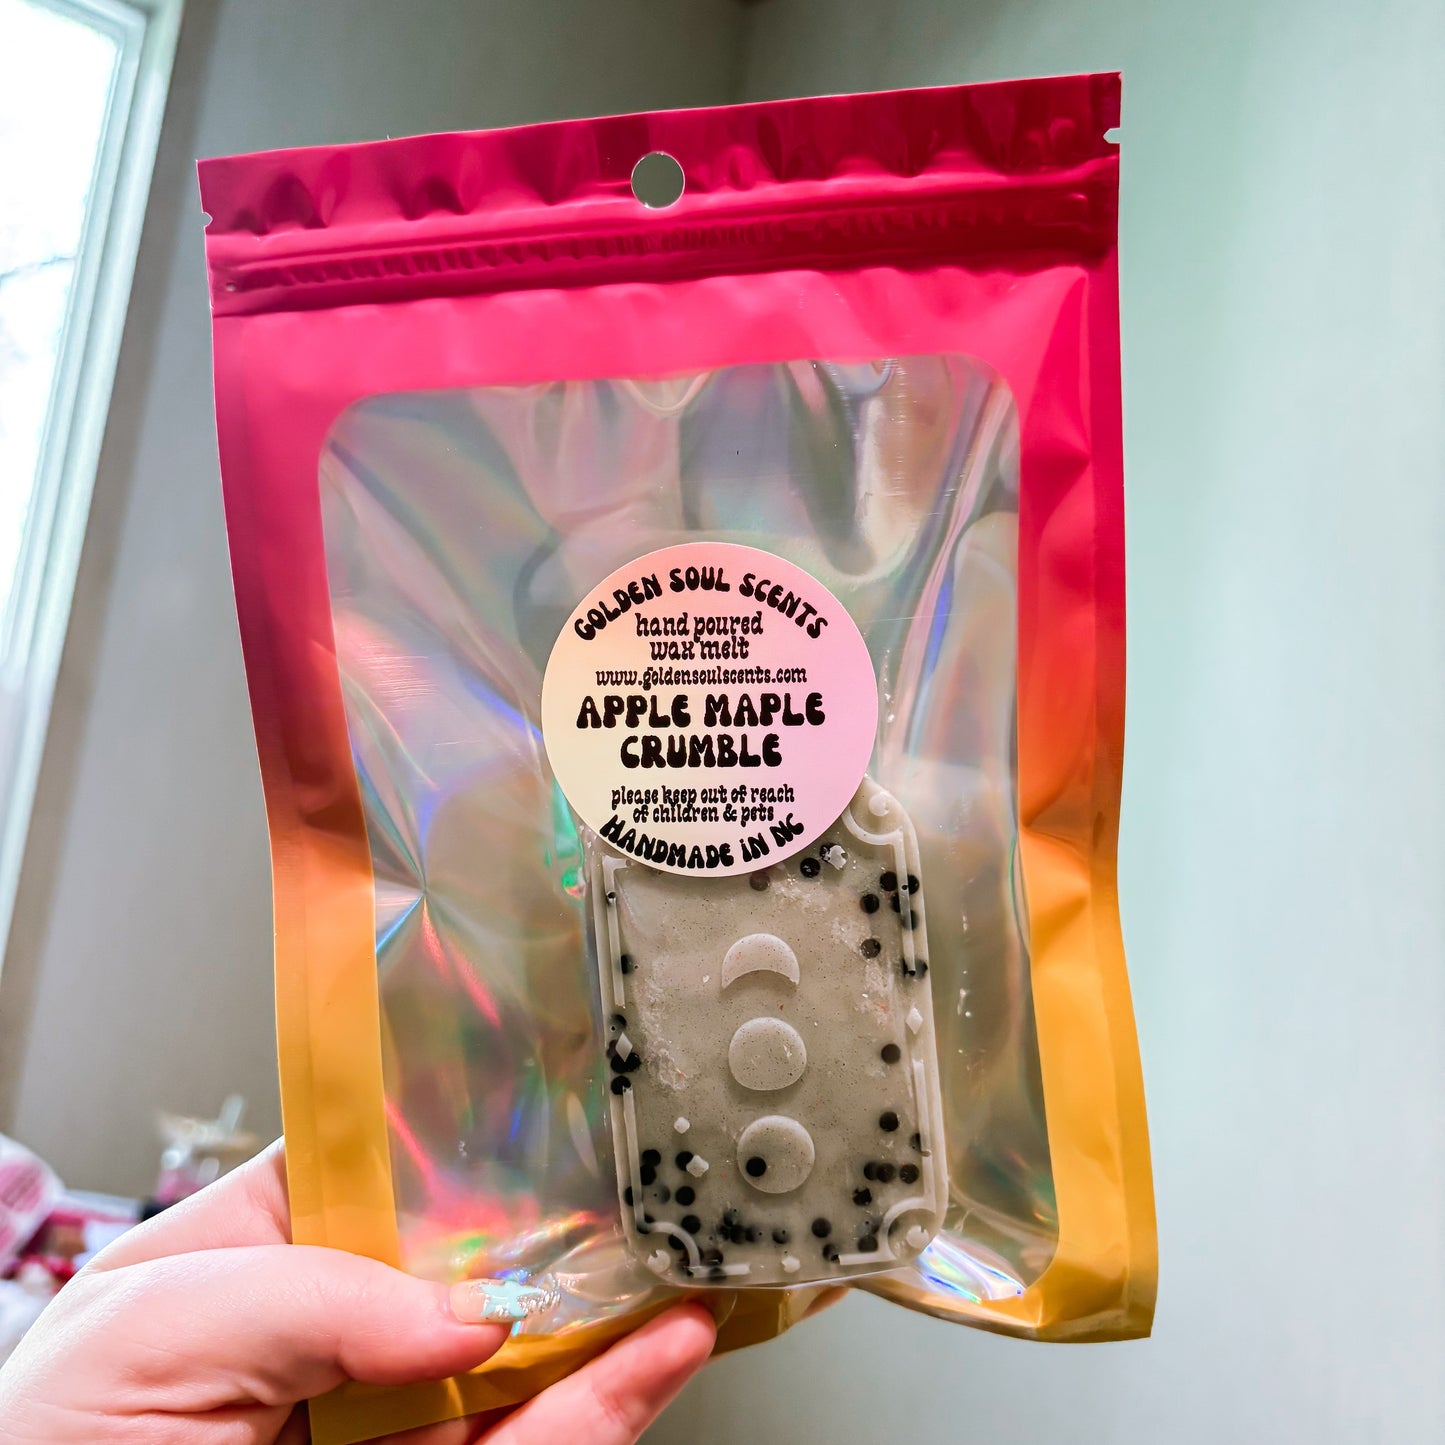 GOLDEN SOUL SCENTS
hand poured
wax melt
www.goldensoulscents.com
APPLE MAPLE
CRUMBLE
please keep out of reach
of children & pets
HANDMADE iN NC